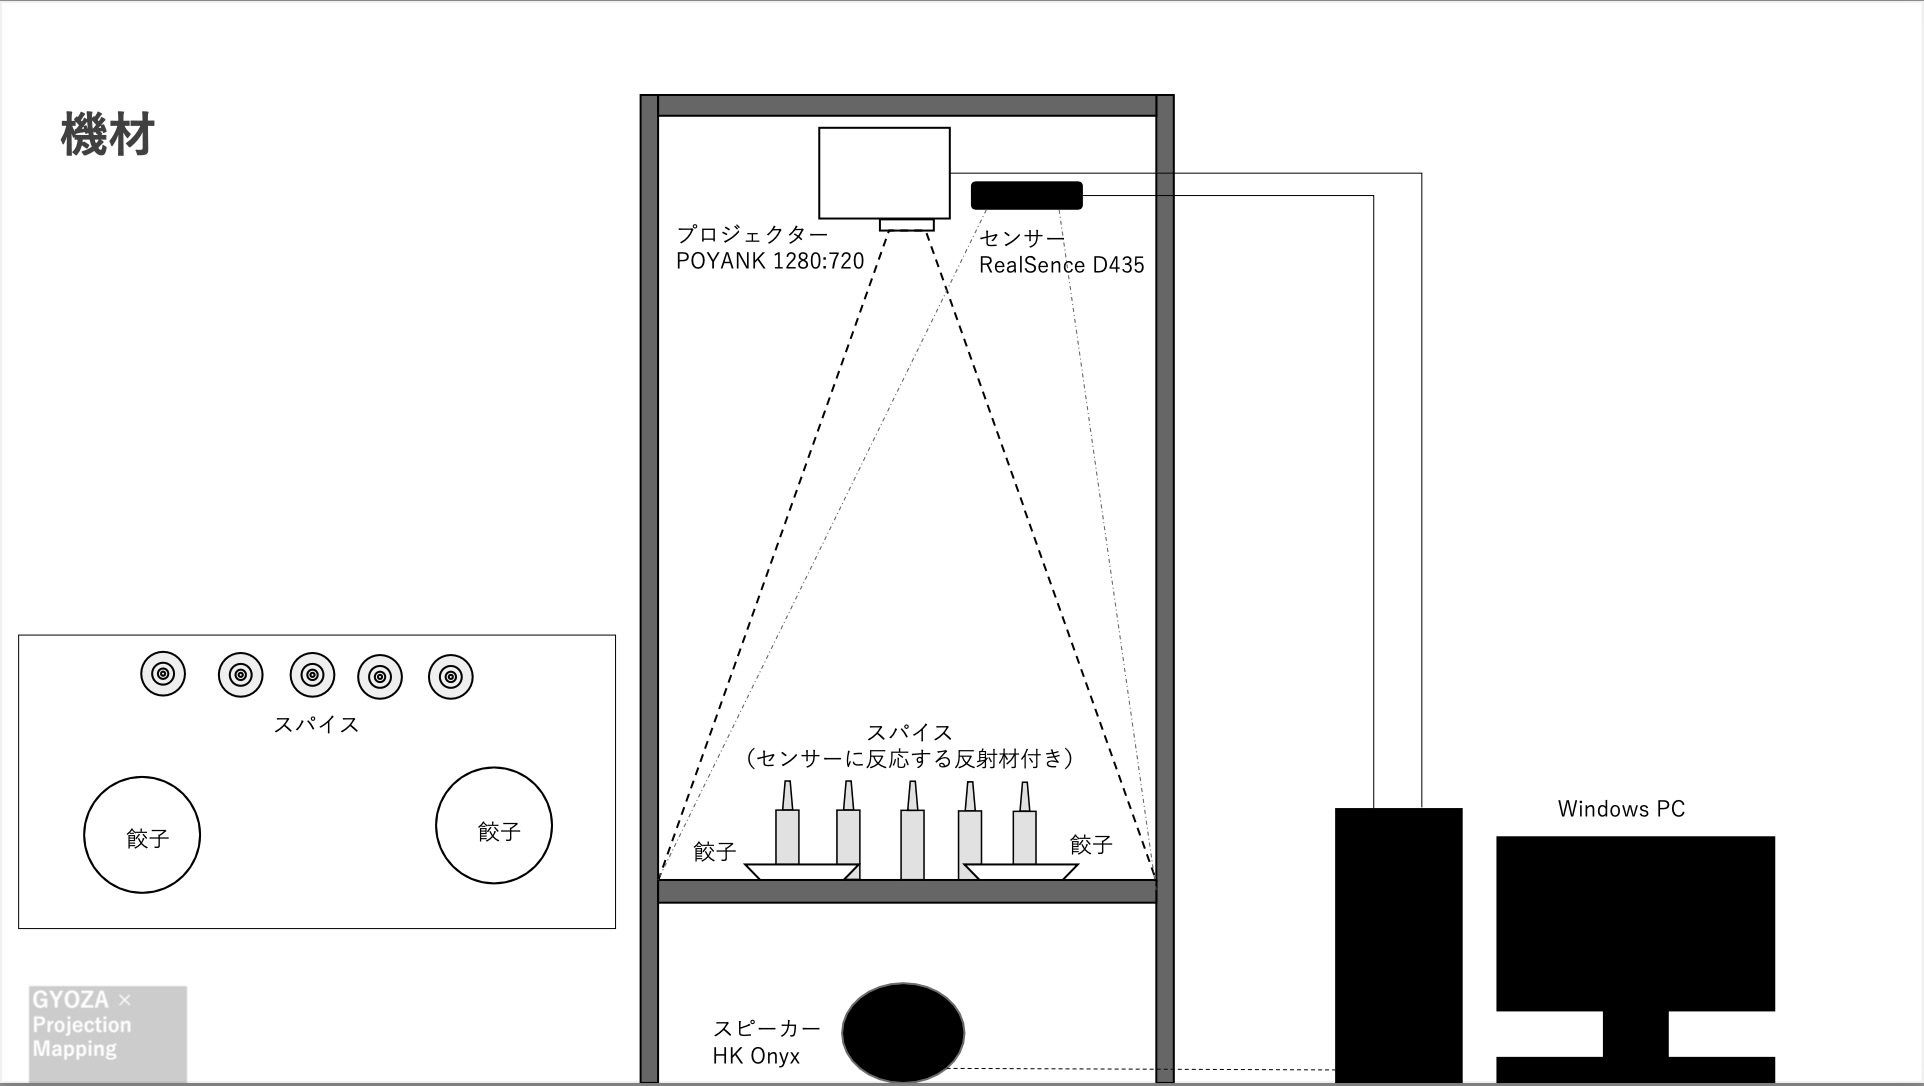 機材
プロジェクター
POYANK 1280:720
センサー
RealSence D435
スパイス
（センサーに反応する反射材付き）
餃子
餃子
スパイス
餃子
餃子
Windows PC
スピーカー
HK Onyx
GYOZA ×
Projection
Mapping